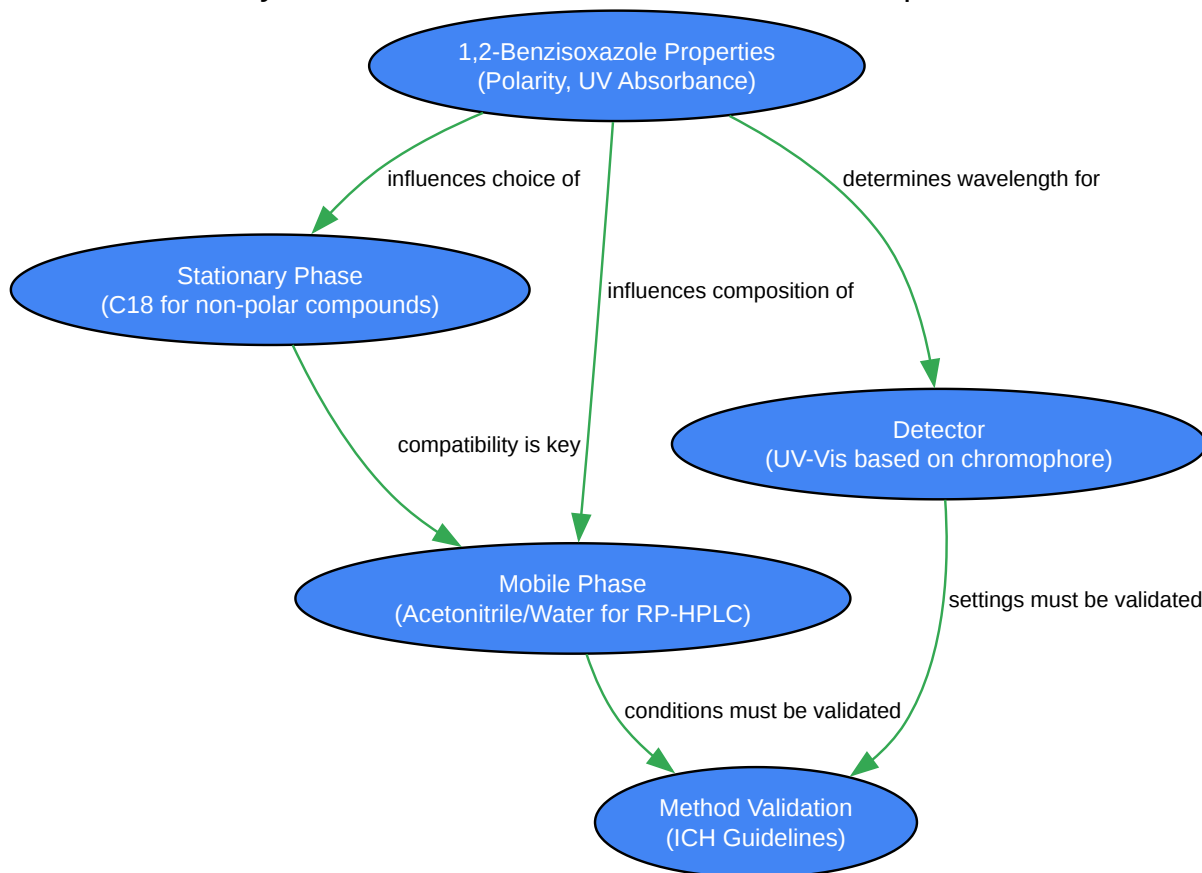 1,2-Benzisoxazole Properties
(Polarity, UV Absorbance)
influences choice of
determines wavelength for
Stationary Phase
(C18 for non-polar compounds)
influences composition of
compatibility is key
Detector
(UV-Vis based on chromophore)
Mobile Phase
(Acetonitrile/Water for RP-HPLC)
settings must be validated
conditions must be validated
Method Validation
(ICH Guidelines)